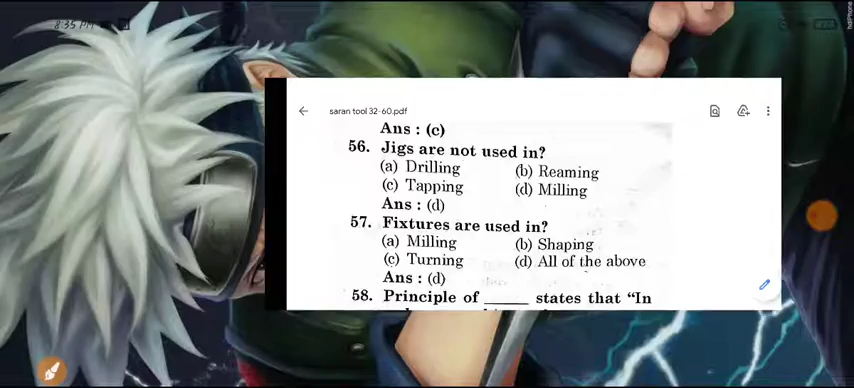 8:35 PM
saran tool 32-60.pdf
Ans : (c)
56. Jigs are not used in?
(a) Drilling (b) Reaming
(c) Tapping (d) Milling
Ans : (d)
57. Fixtures are used in?
(a) Milling (b) Shaping
(c) Turning (d) All of the above
Ans : (d)
58. Principle of ______ states that “In